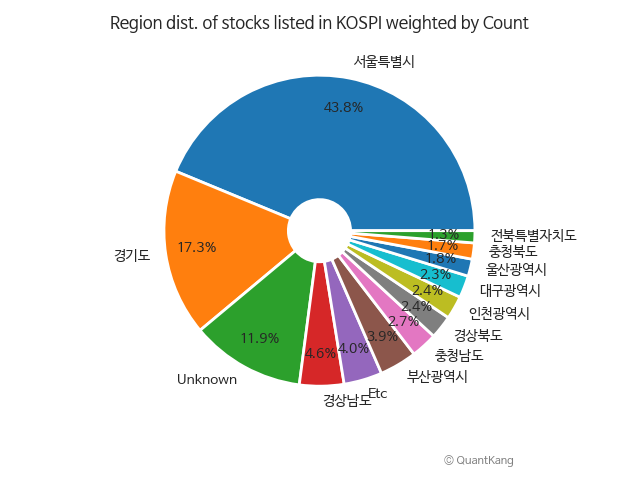 Region dist. of stocks listed in KOSPI weighted by Count
서울특별시
43.8%
경기도
17.3%
Unknown
11.9%
경상남도
4.6%
Etc
4.0%
부산광역시
3.9%
충청남도
2.7%
경상북도
2.4%
인천광역시
2.4%
대구광역시
2.3%
울산광역시
1.8%
충청북도
1.7%
전북특별자치도
1.3%
© QuantKang